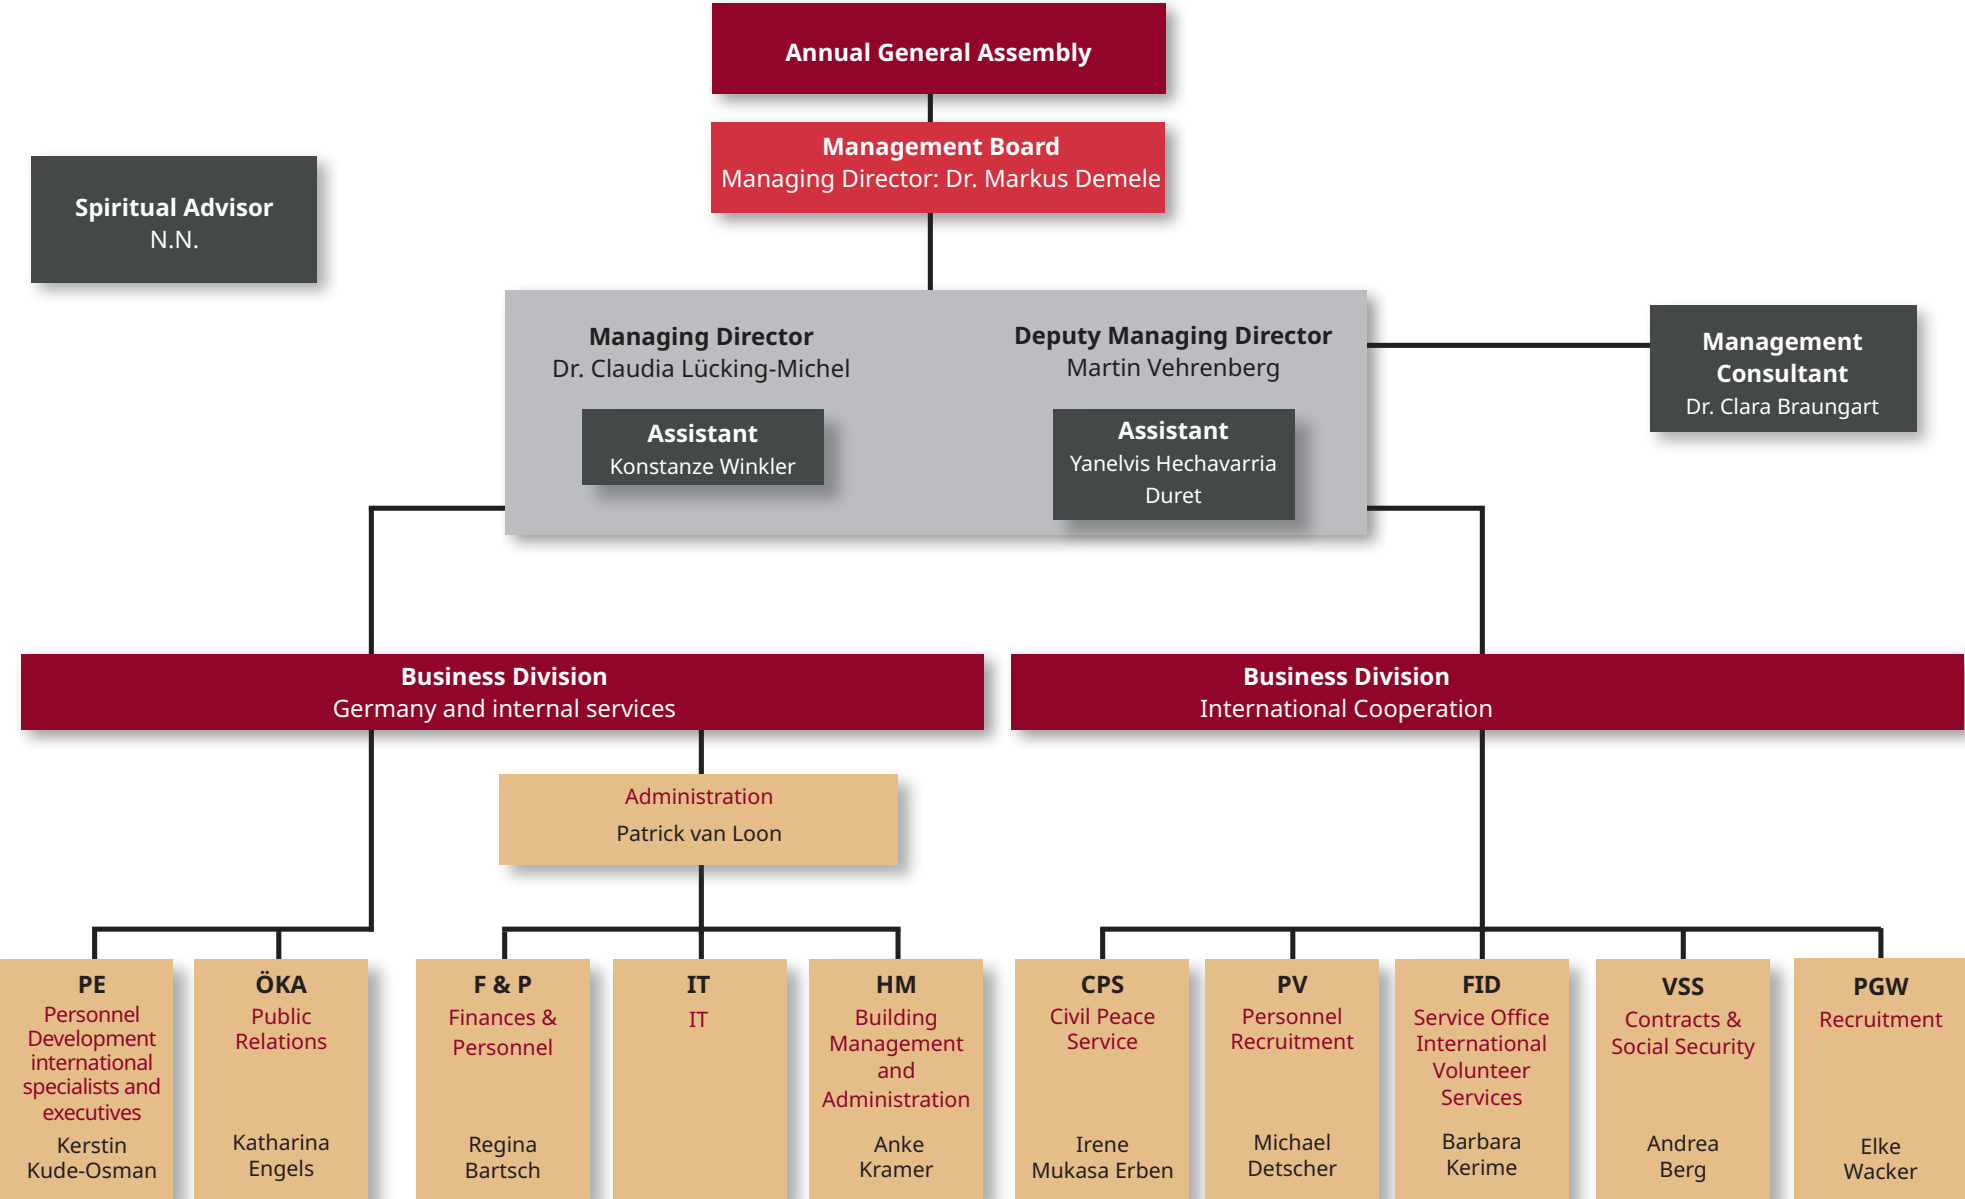 Annual General Assembly
Management Board
Managing Director: Dr. Markus Demele
Spiritual Advisor
N.N.
Managing Director
Dr. Claudia Lücking-Michel
Assistant
Konstanze Winkler
Deputy Managing Director
Martin Vehrenberg
Assistant
Yanelvis Hechavarria
Duret
Management
Consultant
Dr. Clara Braungart
Business Division
Germany and internal services
Business Division
International Cooperation
Administration
Patrick van Loon
PE
Personnel
Development
international
specialists and
executives
Kerstin
Kude-Osman
ÖKA
Public
Relations
Katharina
Engels
F & P
Finances &
Personnel
Regina
Bartsch
IT
IT
HM
Building
Management
and
Administration
Anke
Kramer
CPS
Civil Peace
Service
Irene
Mukasa Erben
PV
Personnel
Recruitment
Michael
Detscher
FID
Service Office
International
Volunteer
Services
Barbara
Kerime
VSS
Contracts &
Social Security
Andrea
Berg
PGW
Recruitment
Elke
Wacker